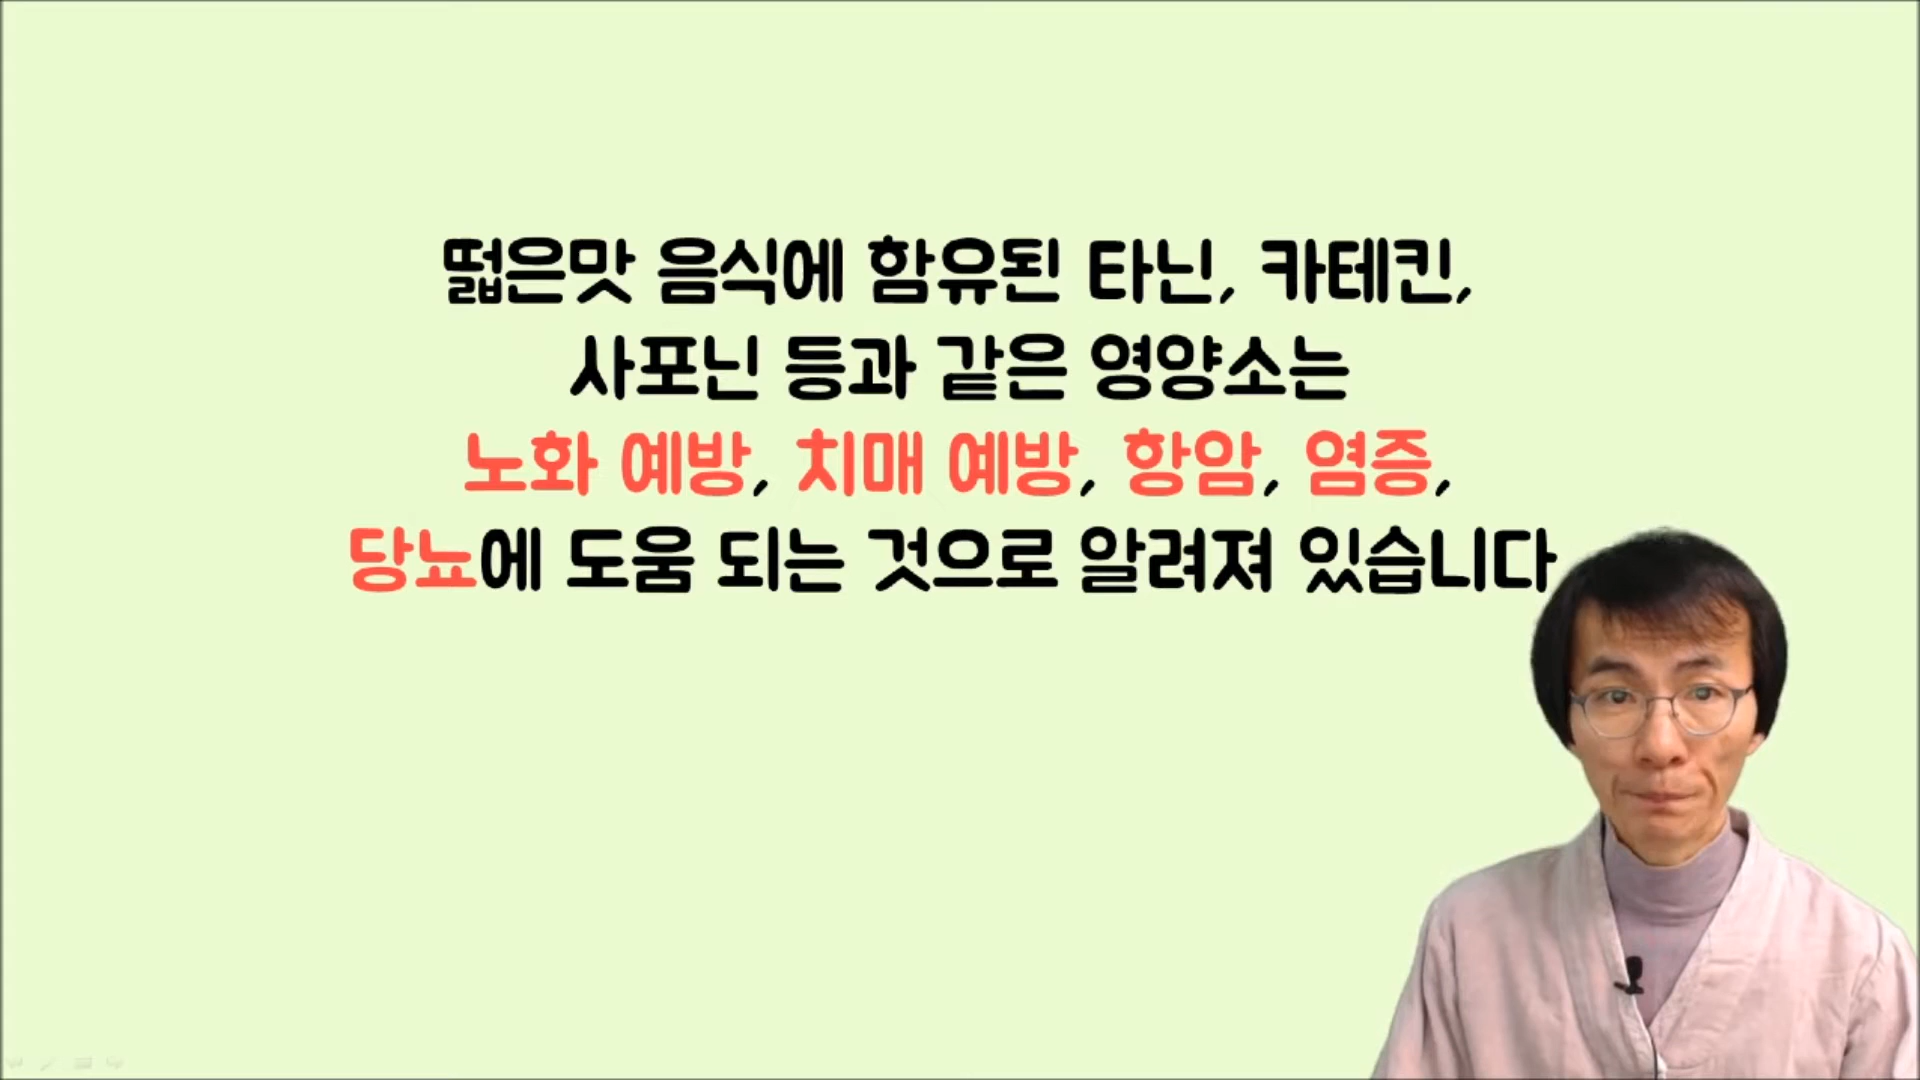 떫은맛 음식에 함유된 타닌, 카테킨,
사포닌 등과 같은 영양소는
노화 예방, 치매 예방, 항암, 염증,
당뇨에 도움 되는 것으로 알려져 있습니다